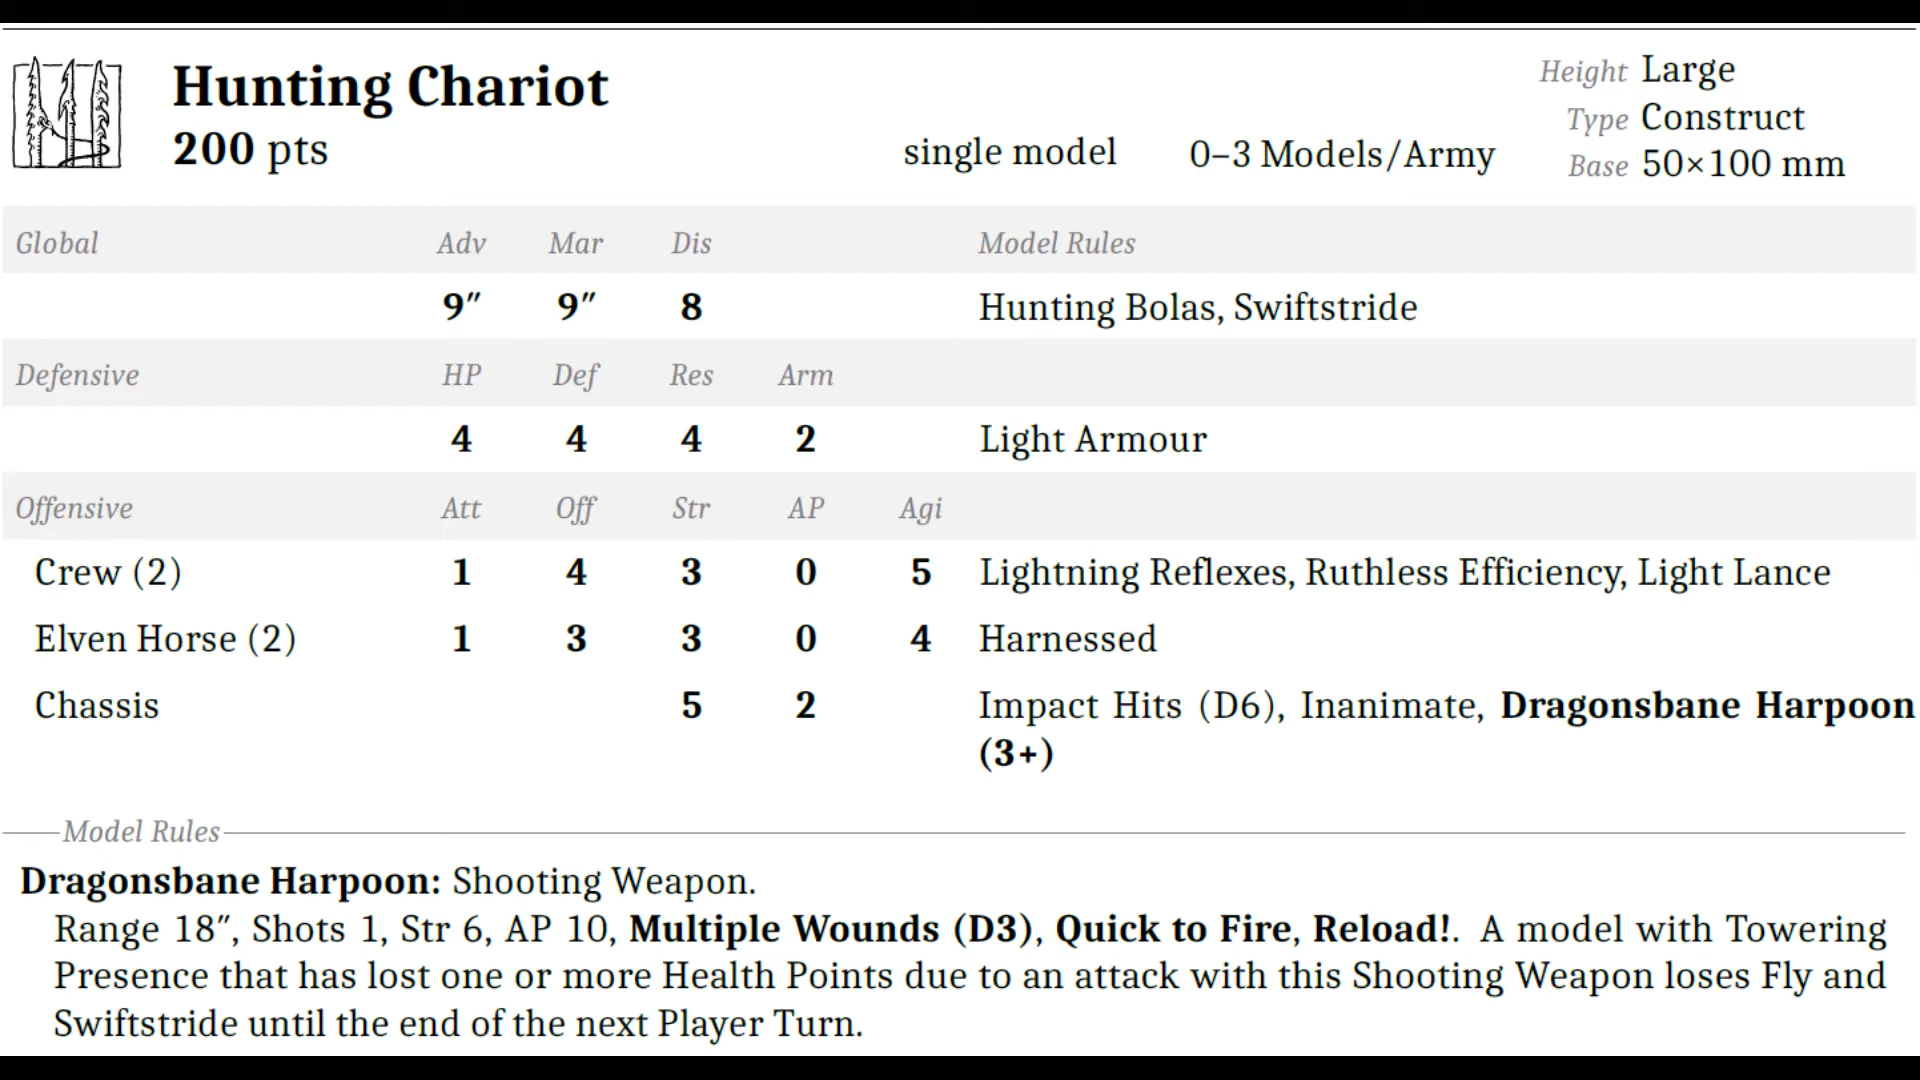 Hunting Chariot
200 pts
single model 0–3 Models/Army
Height Large
Type Construct
Base 50×100 mm
Global Adv Mar Dis Model Rules
9″ 9″ 8 Hunting Bolas, Swiftstride
Defensive HP Def Res Arm
4 4 4 2 Light Armour
Offensive Att Off Str AP Agi
Crew (2) 1 4 3 0 5 Lightning Reflexes, Ruthless Efficiency, Light Lance
Elven Horse (2) 1 3 3 0 4 Harnessed
Chassis 5 2 Impact Hits (D6), Inanimate, Dragonsbane Harpoon
(3+)
Model Rules
Dragonsbane Harpoon: Shooting Weapon.
Range 18″, Shots 1, Str 6, AP 10, Multiple Wounds (D3), Quick to Fire, Reload!. A model with Towering
Presence that has lost one or more Health Points due to an attack with this Shooting Weapon loses Fly and
Swiftstride until the end of the next Player Turn.